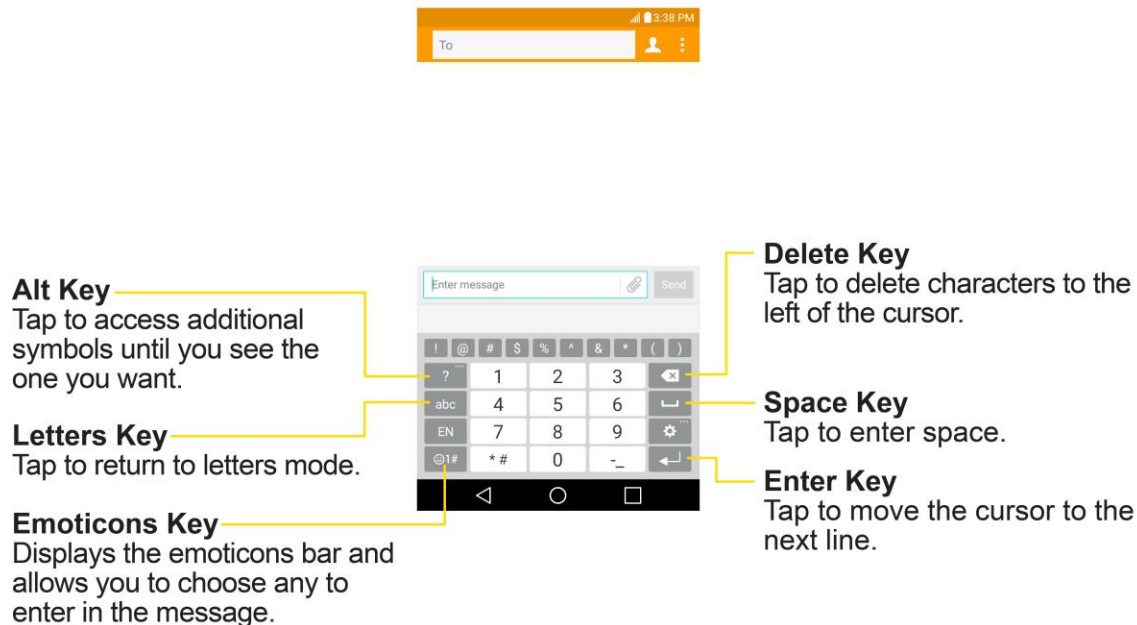 3:38 PM
To
Enter message
Send
! @ # $ % ^ & * ( )
? ... 1 2 3
abc 4 5 6
EN 7 8 9 ...
☺1# * # 0 -_
Alt Key
Tap to access additional
symbols until you see the
one you want.
Letters Key
Tap to return to letters mode.
Emoticons Key
Displays the emoticons bar and
allows you to choose any to
enter in the message.
Delete Key
Tap to delete characters to the
left of the cursor.
Space Key
Tap to enter space.
Enter Key
Tap to move the cursor to the
next line.